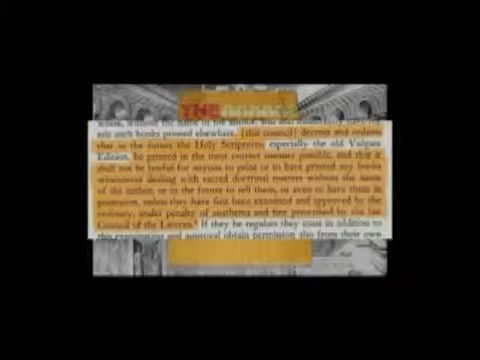 THE
sell such books printed elsewhere, [this council] decrees and ordains
that in the future the Holy Scriptures, especially the old Vulgate
Edition, be printed in the most correct manner possible, and that it
shall not be lawful for anyone to print or to have printed any books
whatsoever dealing with sacred doctrinal matters without the name
of the author, or in the future to sell them, or even to have them in
possession, unless they have first been examined and approved by the
ordinary, under penalty of anathema and fine prescribed by the last
Council of the Lateran. If they be regulars they must in addition to
this examination and approval obtain permission also from their own